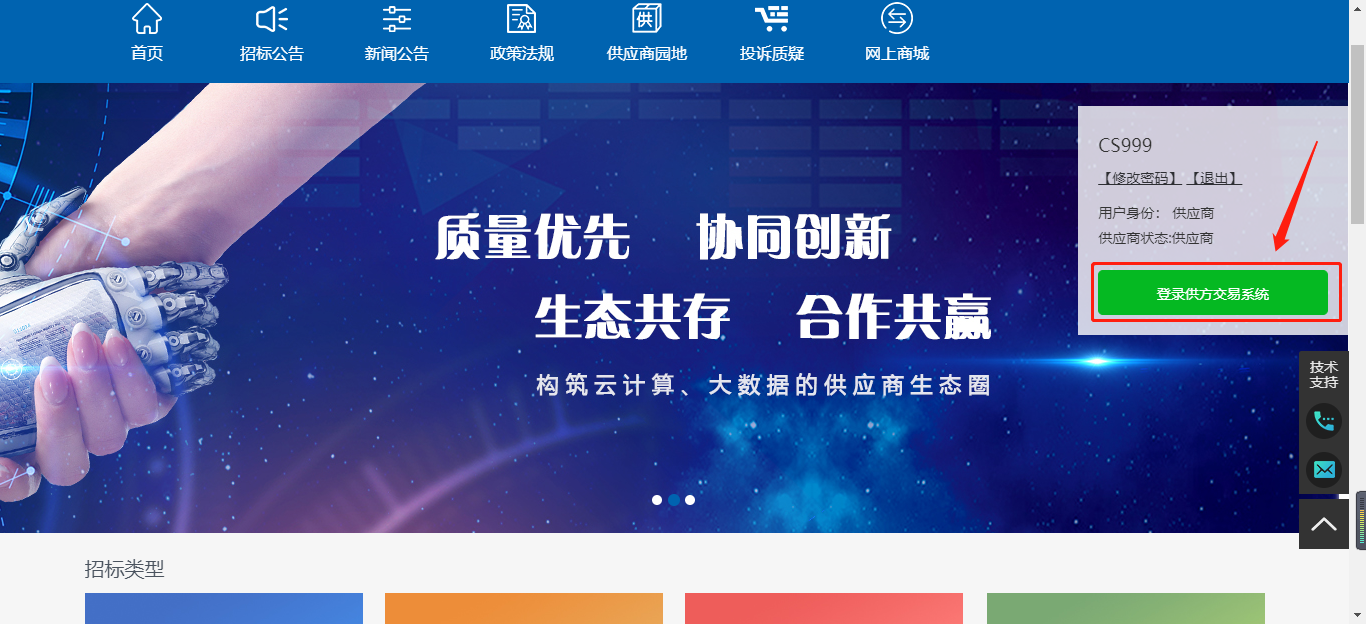 首页 招标公告 新闻公告 政策法规 供应商园地 投诉质疑 网上商城
供
CS999
【修改密码】 【退出】
用户身份： 供应商
供应商状态:供应商
登录供方交易系统
质量优先 协同创新
生态共存 合作共赢
构筑云计算、大数据的供应商生态圈
技术
支持
招标类型